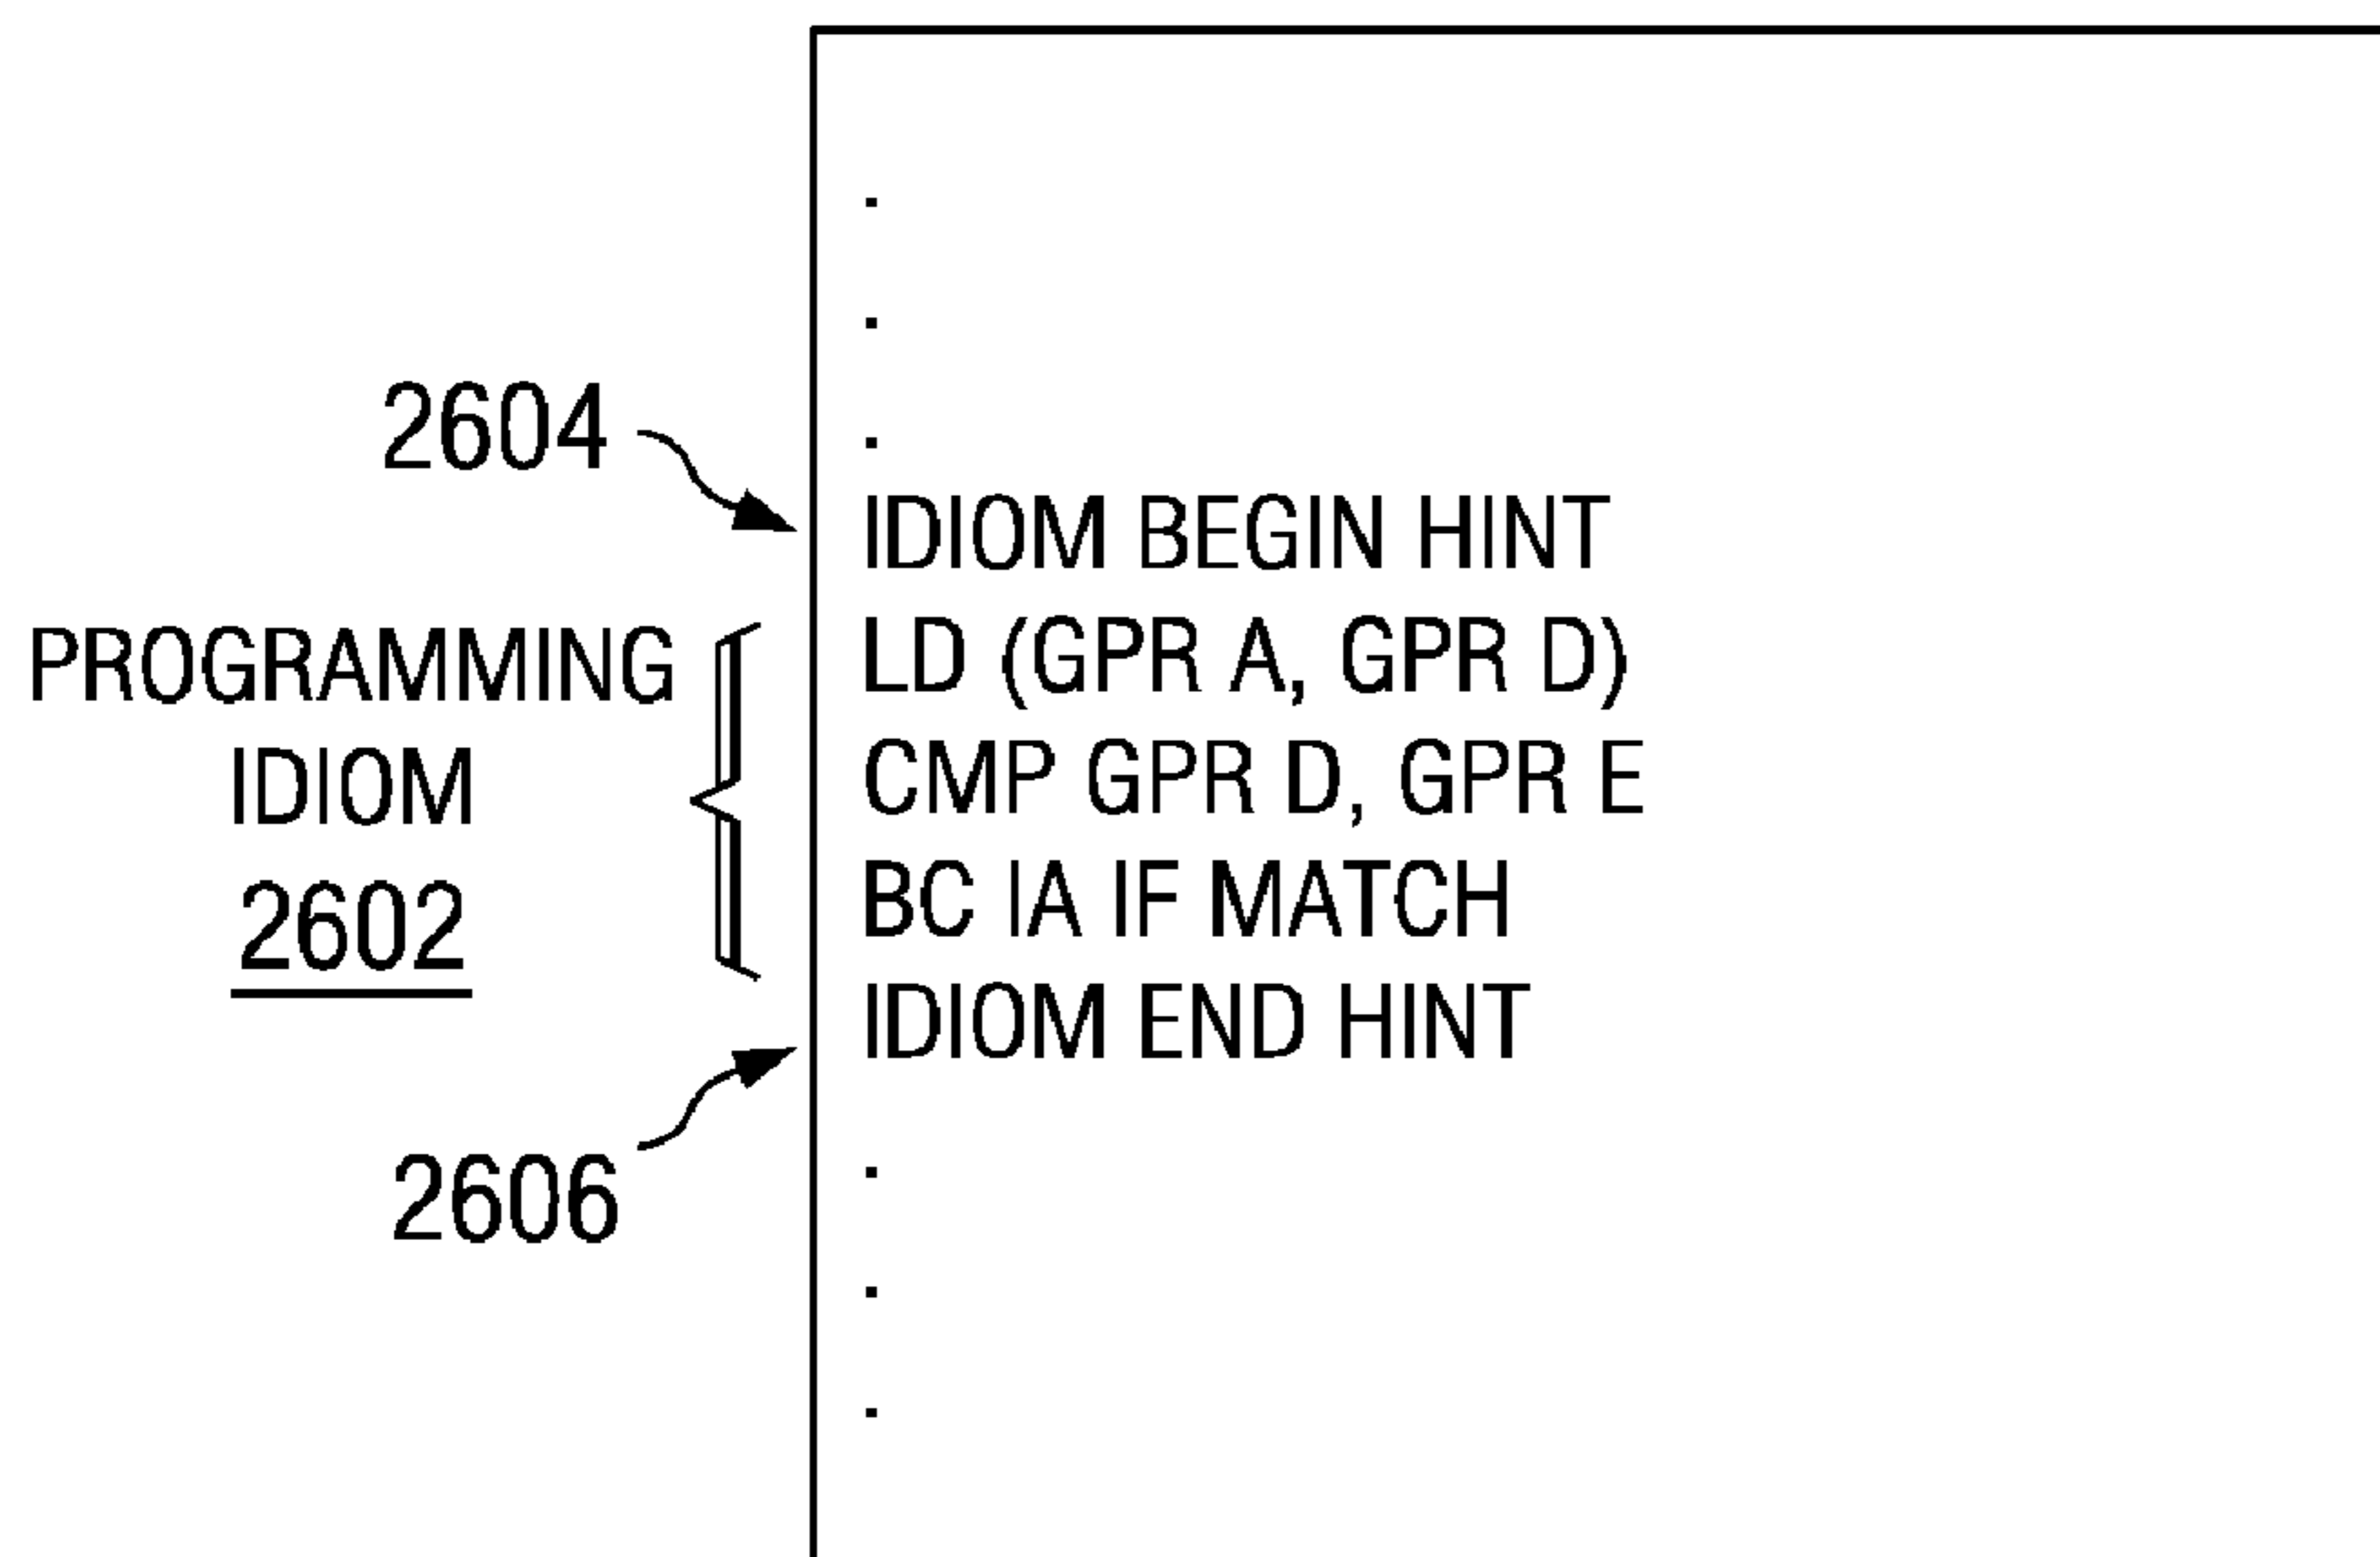 .
.
.
2604
IDIOM BEGIN HINT
PROGRAMMING
IDIOM
2602
LD (GPR A, GPR D)
CMP GPR D, GPR E
BC IA IF MATCH
IDIOM END HINT
2606
.
.
.